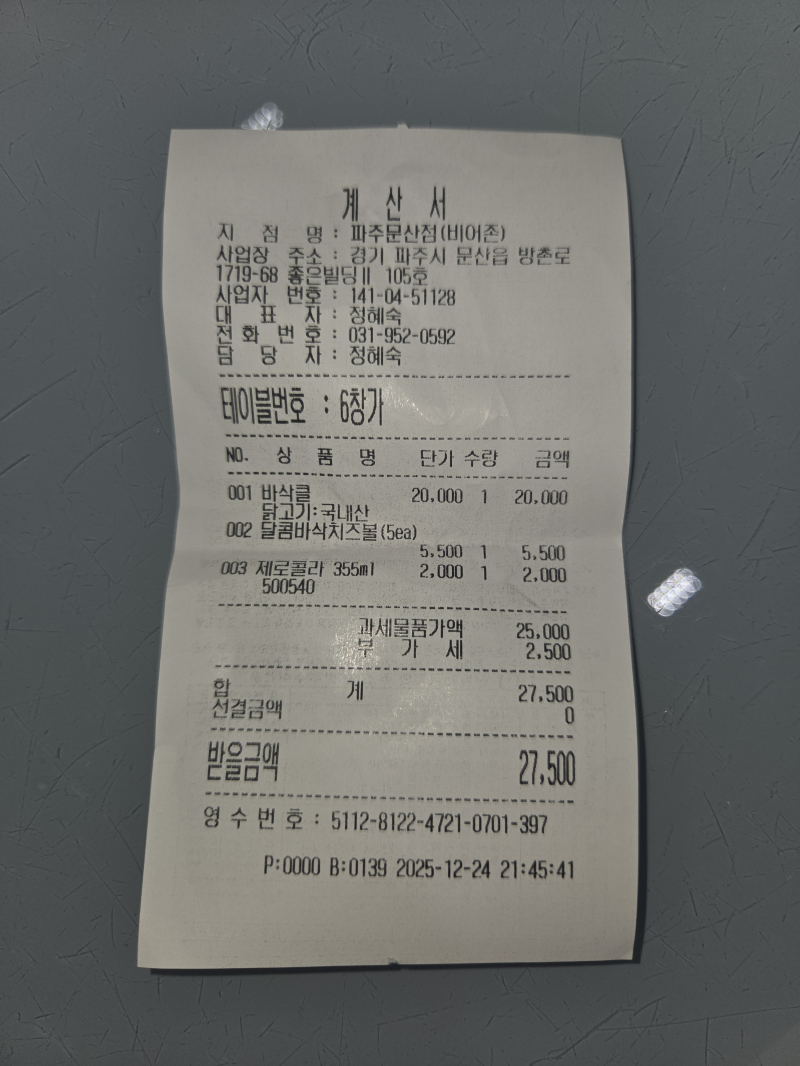 계 산 서
지 점 명 : 파주문산점(비어존)
사업장 주소 : 경기 파주시 문산읍 방촌로
1719-68 좋은빌딩Ⅱ 105호
사업자 번호 : 141-04-51128
대 표 자 : 정혜숙
전 화 번 호 : 031-952-0592
담 당 자 : 정혜숙
테이블번호 : 6창가
NO. 상 품 명 단가 수량 금액
001 바삭클 20,000 1 20,000
닭고기:국내산
002 달콤바삭치즈볼(5ea)
5,500 1 5,500
003 제로콜라 355ml 2,000 1 2,000
500540
과세물품가액 25,000
부 가 세 2,500
합 계 27,500
선결금액 0
받을금액 27,500
영 수 번 호 : 5112-8122-4721-0701-397
P:0000 B:0139 2025-12-24 21:45:41